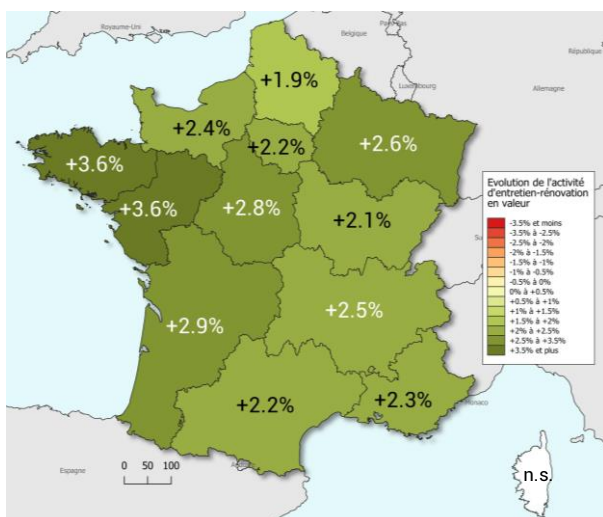 Royaume-Uni
Belgique
Pays-Bas
République
Luxembourg
Allemagne
+1.9%
+2.4%
+2.2%
+2.6%
+3.6%
+3.6%
+2.8%
+2.1%
+2.5%
+2.9%
+2.2%
+2.3%
Monaco
Espagne
0 50 100
n.s.
Evolution de l'activité
d'entretien-rénovation
en valeur
-3.5% et moins
-3.5% à -2.5%
-2.5% à -2%
-2% à -1.5%
-1.5% à -1%
-1% à -0.5%
-0.5% à 0%
0% à +0.5%
+0.5% à +1%
+1% à +1.5%
+1.5% à +2%
+2% à +2.5%
+2.5% à +3.5%
+3.5% et plus